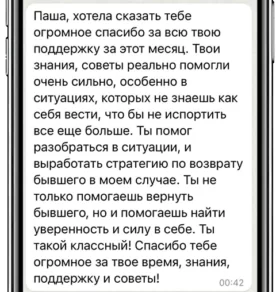 Паша, хотела сказать тебе
огромное спасибо за всю твою
поддержку за этот месяц. Твои
знания, советы реально помогли
очень сильно, особенно в
ситуациях, которых не знаешь как
себя вести, что бы не испортить
все еще больше. Ты помог
разобраться в ситуации, и
выработать стратегию по возврату
бывшего в моем случае. Ты не
только помогаешь вернуть
бывшего, но и помогаешь найти
уверенность и силу в себе. Ты
такой классный! Спасибо тебе
огромное за твое время, знания,
поддержку и советы!
00:42